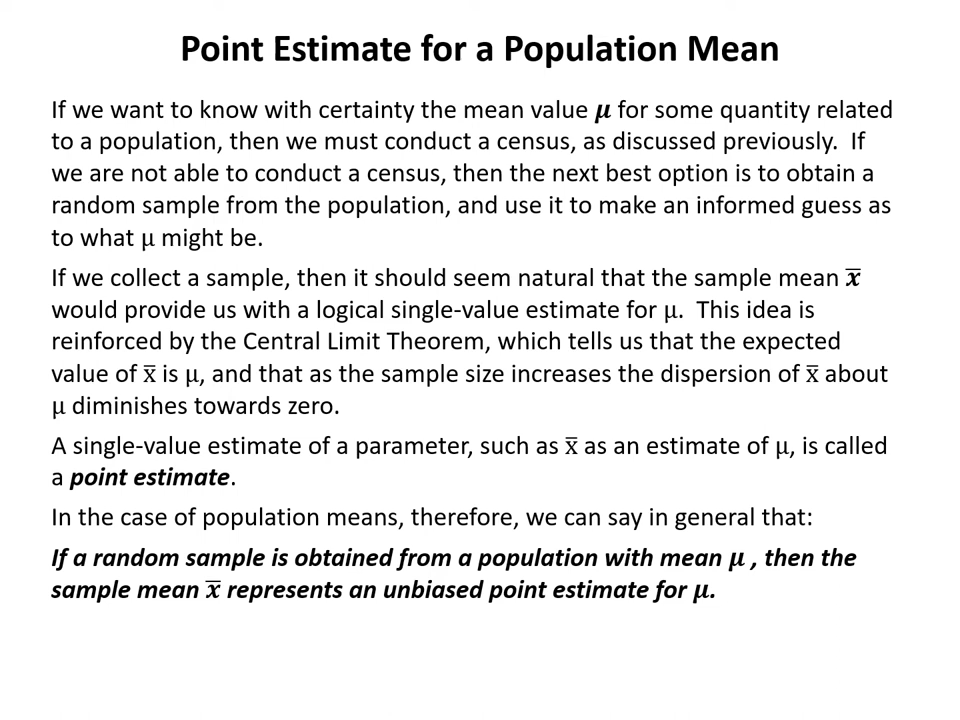 Point Estimate for a Population Mean
If we want to know with certainty the mean value μ for some quantity related
to a population, then we must conduct a census, as discussed previously.  If
we are not able to conduct a census, then the next best option is to obtain a
random sample from the population, and use it to make an informed guess as
to what μ might be.
If we collect a sample, then it should seem natural that the sample mean x̅
would provide us with a logical single-value estimate for μ.  This idea is
reinforced by the Central Limit Theorem, which tells us that the expected
value of x̅ is μ, and that as the sample size increases the dispersion of x̅ about
μ diminishes towards zero.
A single-value estimate of a parameter, such as x̅ as an estimate of μ, is called
a point estimate.
In the case of population means, therefore, we can say in general that:
If a random sample is obtained from a population with mean μ , then the
sample mean x̅ represents an unbiased point estimate for μ.